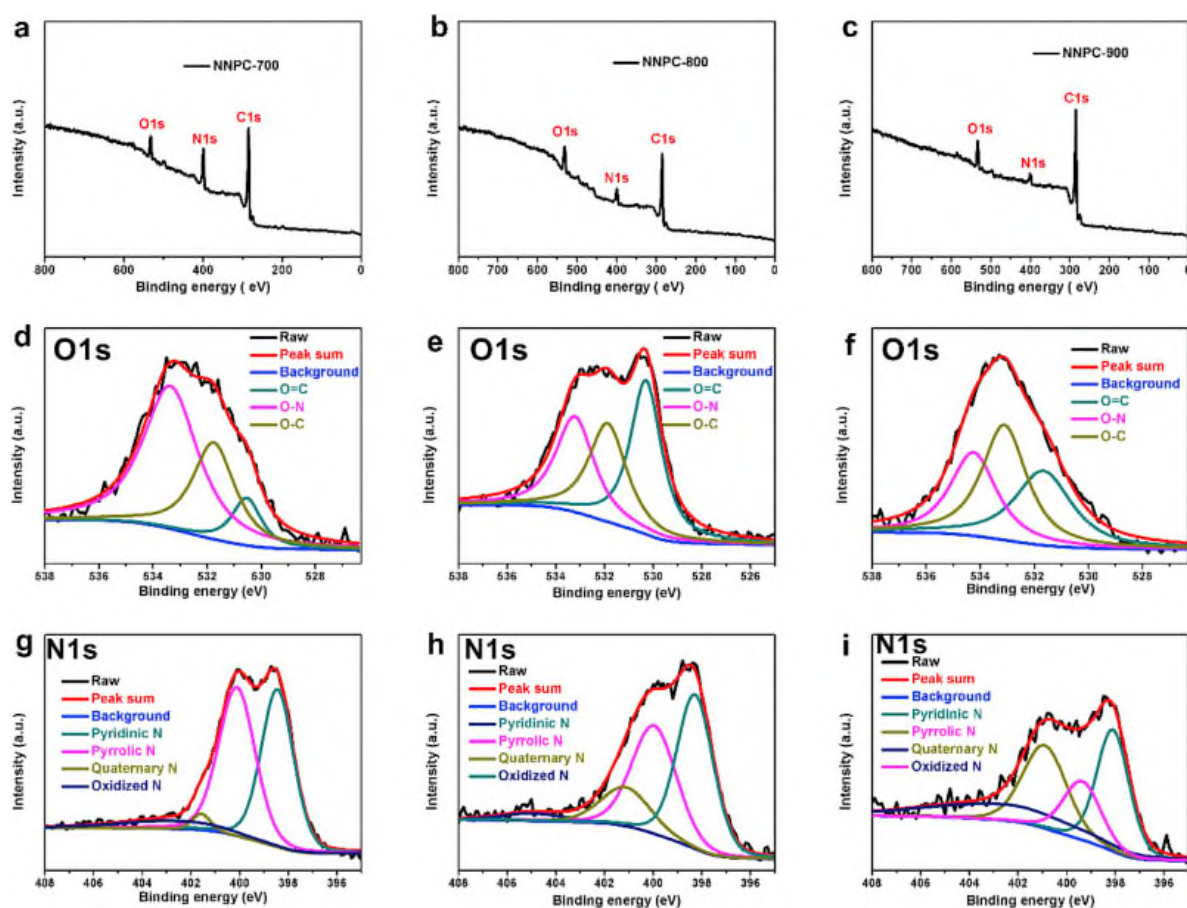 a
NNPC-700
O1s
N1s
C1s
Intensity (a.u.)
800 600 400 200 0
Binding energy ( eV)
b
NNPC-800
O1s
N1s
C1s
Intensity (a.u.)
800 700 600 500 400 300 200 100 0
Binding energy ( eV)
c
NNPC-900
O1s
N1s
C1s
Intensity (a.u.)
600 500 400 300 200 100
Binding energy ( eV)
d
O1s
Raw
Peak sum
Background
O=C
O-N
O-C
Intensity (a.u.)
538 536 534 532 530 528
Binding energy (eV)
e
O1s
Raw
Peak sum
Background
O=C
O-N
O-C
Intensity (a.u.)
538 536 534 532 530 528 526
Binding energy (eV)
f
O1s
Raw
Peak sum
Background
O=C
O-N
O-C
Intensity (a.u.)
538 536 534 532 530 528
Binding energy (eV)
g
N1s
Raw
Peak sum
Background
Pyridinic N
Pyrrolic N
Quaternary N
Oxidized N
Intensity (a.u.)
408 406 404 402 400 398 396
Binding energy (eV)
h
N1s
Raw
Peak sum
Background
Pyridinic N
Pyrrolic N
Quaternary N
Oxidized N
Intensity (a.u.)
408 406 404 402 400 398 396
Binding energy (eV)
i
N1s
Raw
Peak sum
Background
Pyridinic N
Pyrrolic N
Quaternary N
Oxidized N
Intensity (a.u.)
408 406 404 402 400 398 396
Binding energy (eV)